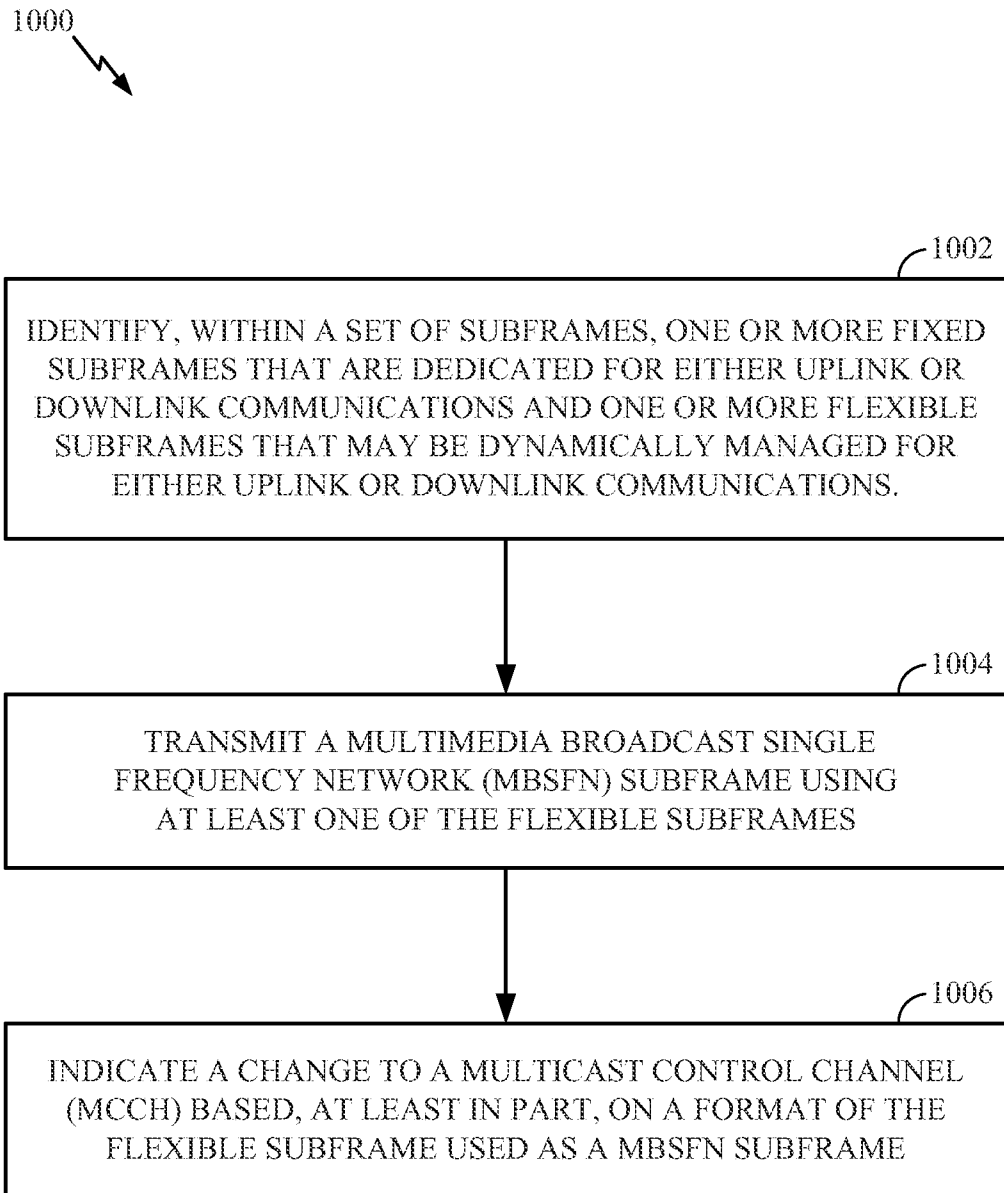 1000
1002
IDENTIFY, WITHIN A SET OF SUBFRAMES, ONE OR MORE FIXED
SUBFRAMES THAT ARE DEDICATED FOR EITHER UPLINK OR
DOWNLINK COMMUNICATIONS AND ONE OR MORE FLEXIBLE
SUBFRAMES THAT MAY BE DYNAMICALLY MANAGED FOR
EITHER UPLINK OR DOWNLINK COMMUNICATIONS.
1004
TRANSMIT A MULTIMEDIA BROADCAST SINGLE
FREQUENCY NETWORK (MBSFN) SUBFRAME USING
AT LEAST ONE OF THE FLEXIBLE SUBFRAMES
1006
INDICATE A CHANGE TO A MULTICAST CONTROL CHANNEL
(MCCH) BASED, AT LEAST IN PART, ON A FORMAT OF THE
FLEXIBLE SUBFRAME USED AS A MBSFN SUBFRAME